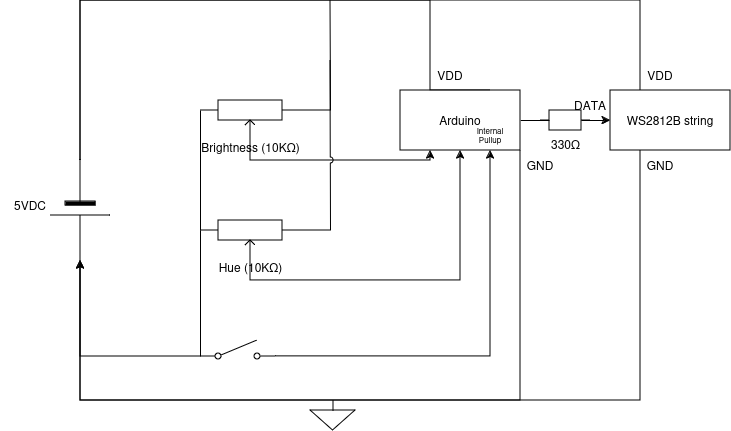 VDD
VDD
DATA
Arduino
WS2812B string
Internal
Pullup
Brightness (10KΩ)
330Ω
GND
GND
5VDC
Hue (10KΩ)